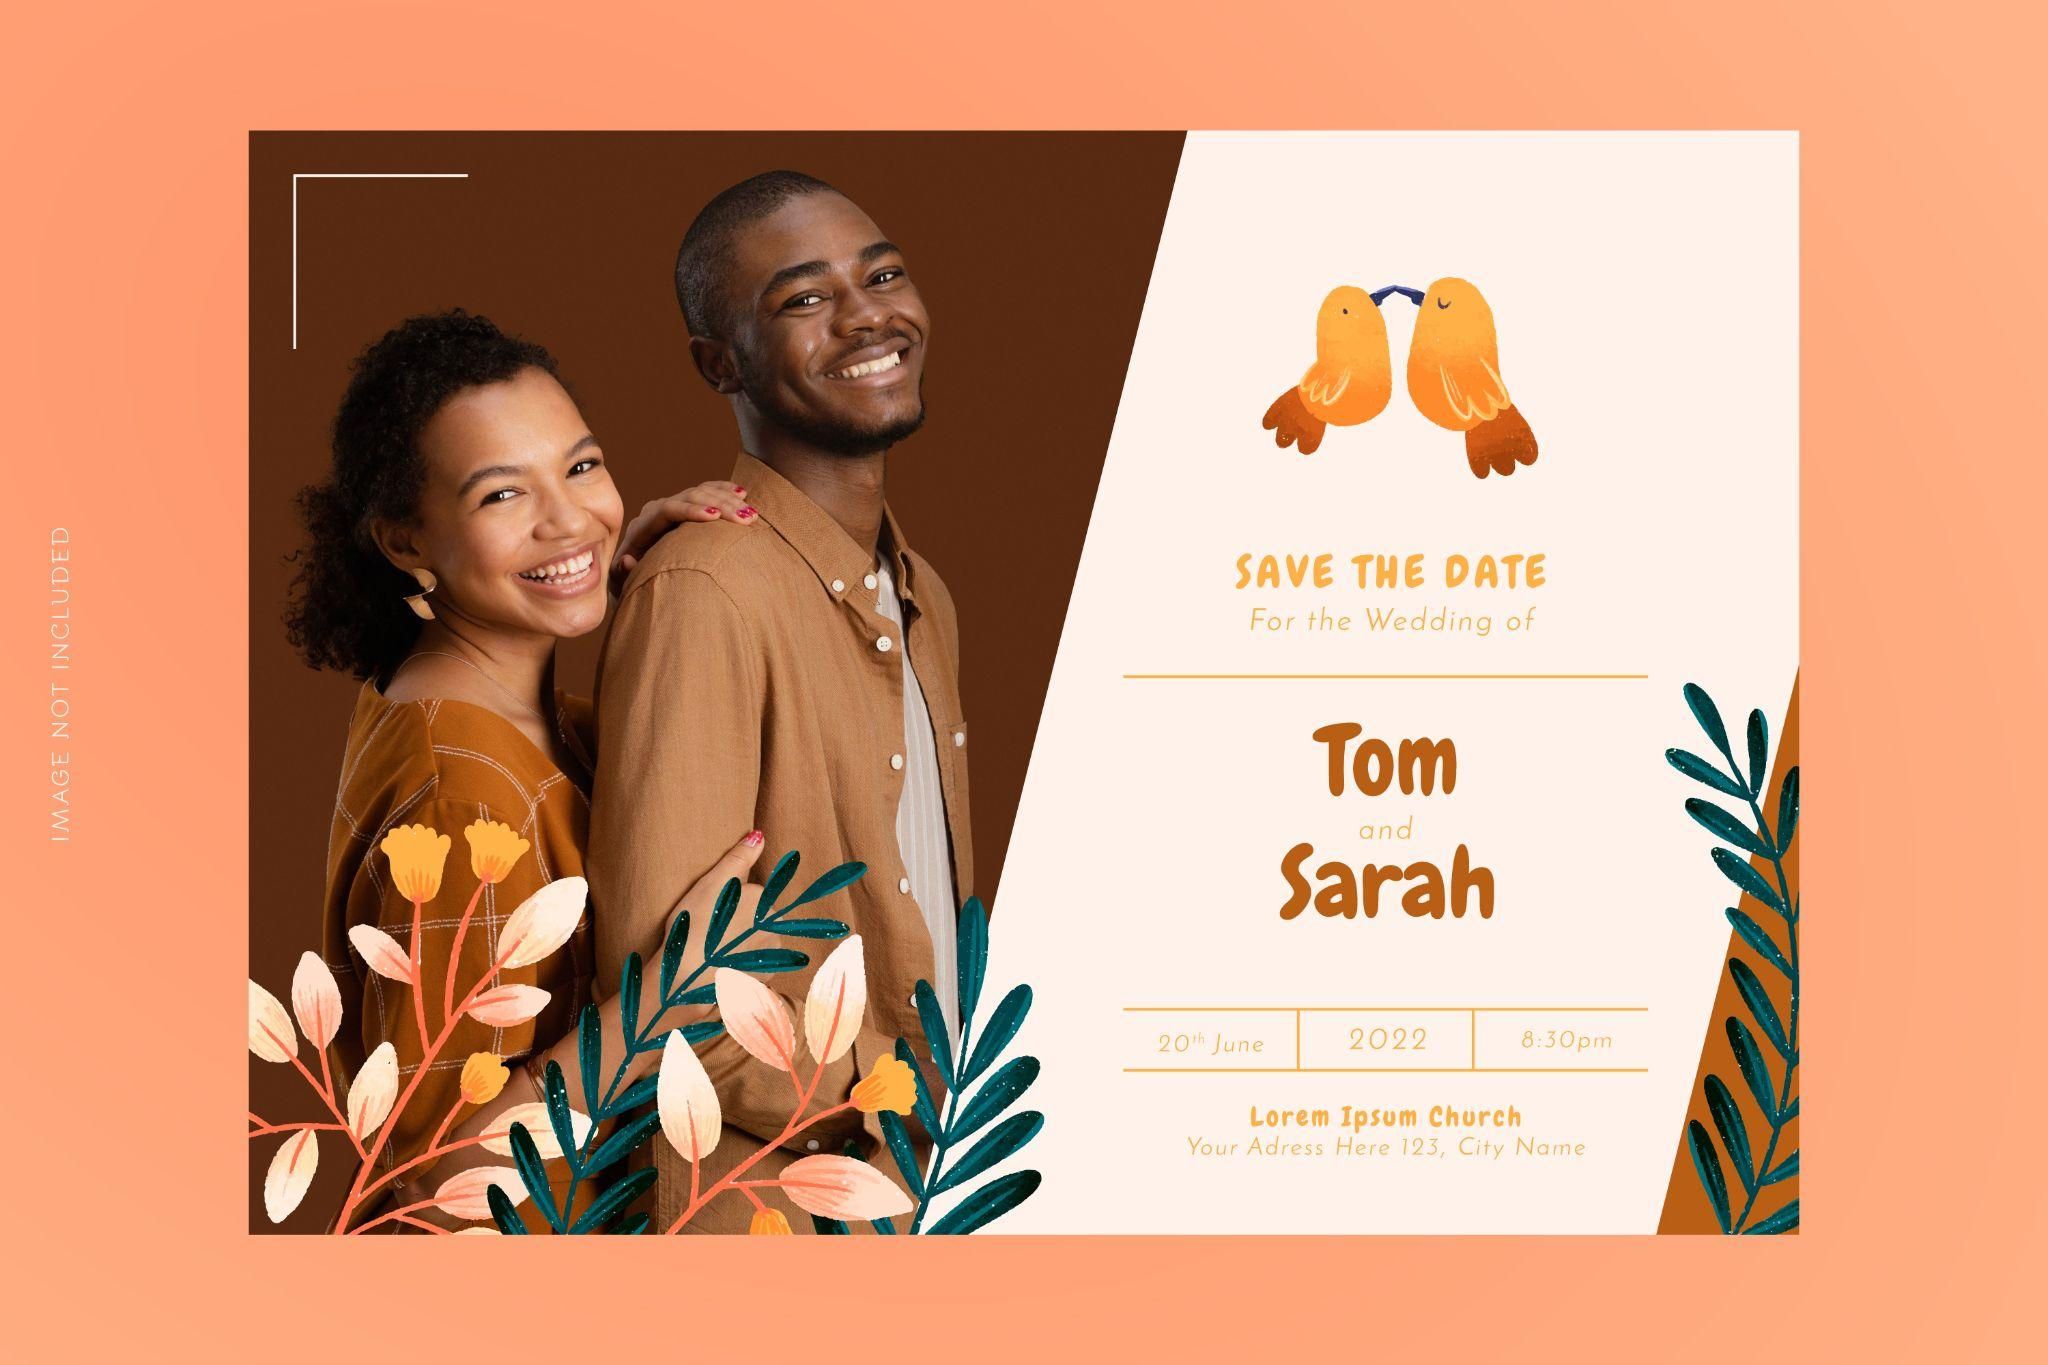 IMAGE NOT INCLUDED
SAVE THE DATE
For the Wedding of
Tom
and
Sarah
20th June
2022
8:30pm
Lorem Ipsum Church
Your Adress Here 123, City Name